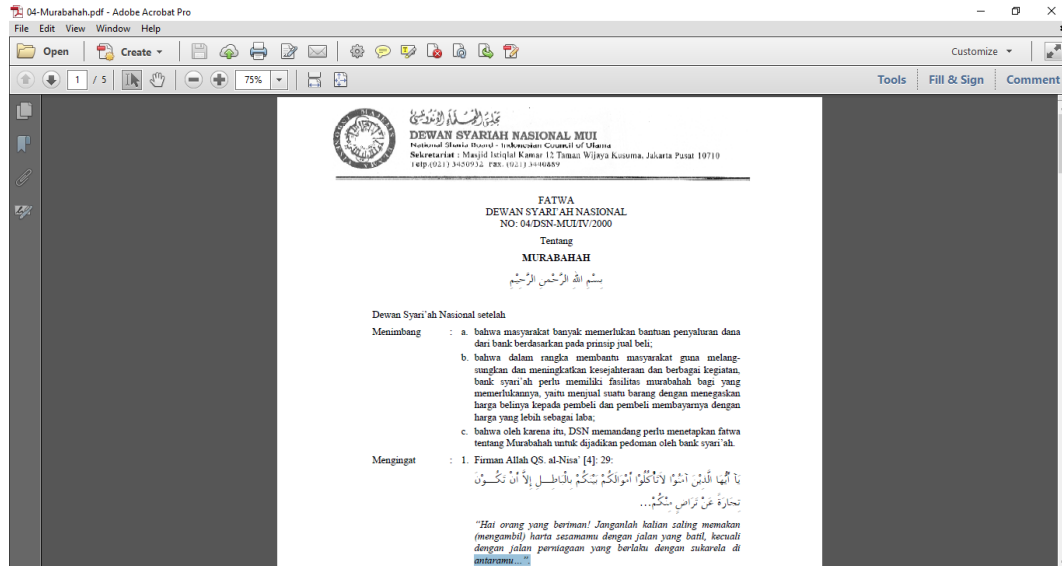 04-Murabahah.pdf - Adobe Acrobat Pro
File Edit View Window Help
Open Create Customize
1 / 5 75% Tools Fill & Sign Comment
DEWAN SYARIAH NASIONAL MUI
National Sharia Board - Indonesian Council of Ulama
Sekretariat : Masjid Istiqlal Kamar 12 Taman Wijaya Kusuma, Jakarta Pusat 10710
Telp.(021) 3450932 Fax. (021) 3440889
FATWA
DEWAN SYARI'AH NASIONAL
NO: 04/DSN-MUI/IV/2000
Tentang
MURABAHAH
بِسْمِ اللهِ الرَّحْمنِ الرَّحِيْمِ
Dewan Syari'ah Nasional setelah
Menimbang : a. bahwa masyarakat banyak memerlukan bantuan penyaluran dana
dari bank berdasarkan pada prinsip jual beli;
b. bahwa dalam rangka membantu masyarakat guna melang-
sungkan dan meningkatkan kesejahteraan dan berbagai kegiatan,
bank syari'ah perlu memiliki fasilitas murabahah bagi yang
memerlukannya, yaitu menjual suatu barang dengan menegaskan
harga belinya kepada pembeli dan pembeli membayarnya dengan
harga yang lebih sebagai laba;
c. bahwa oleh karena itu, DSN memandang perlu menetapkan fatwa
tentang Murabahah untuk dijadikan pedoman oleh bank syari'ah.
Mengingat : 1. Firman Allah QS. al-Nisa' [4]: 29:
يَآ أَيُّهَا الَّذِيْنَ آمَنُوْا لاَتَأْكُلُوْا أَمْوَالَكُمْ بَيْنَكُمْ بِالْبَاطِــلِ إِلاَّ أَنْ تَكُــوْنَ
تِجَارَةً عَنْ تَرَاضٍ مِنْكُمْ...
"Hai orang yang beriman! Janganlah kalian saling memakan
(mengambil) harta sesamamu dengan jalan yang batil, kecuali
dengan jalan perniagaan yang berlaku dengan sukarela di
antaramu…".